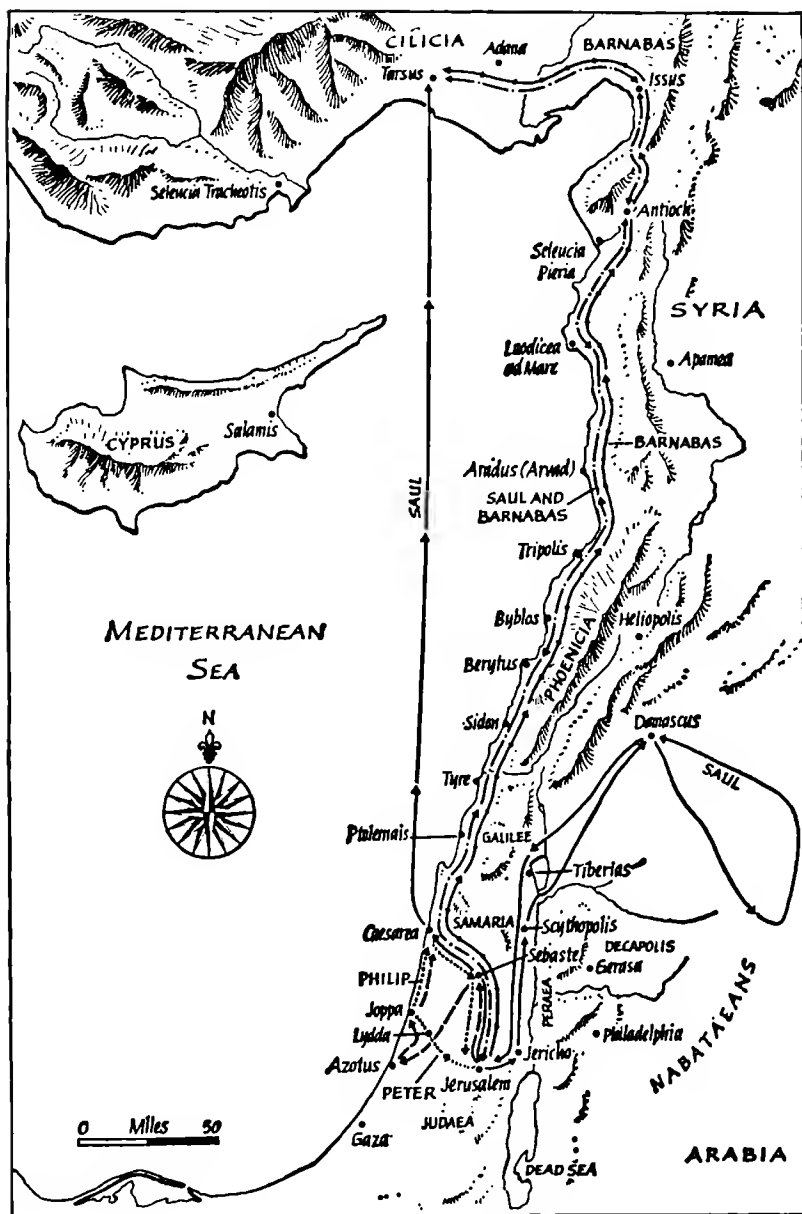 CILICIA
Adana
BARNABAS
Tarsus
Issus
Seleucia Tracheotis
Antioch
Seleucia
Pieria
SYRIA
Laodicea
ad Mare
Apamea
CYPRUS
Salamis
BARNABAS
Aradus (Arvad)
SAUL AND
BARNABAS
SAUL
Tripolis
Byblos
Heliopolis
PHOENICIA
MEDITERRANEAN
SEA
Berytus
N
Sidon
Damascus
SAUL
Tyre
Ptolemais
GALILEE
Tiberias
Caesarea
SAMARIA
Scythopolis
Sebaste
DECAPOLIS
Gerasa
PHILIP
PERAEA
Joppa
Lydda
Philadelphia
NABATAEANS
Azotus
PETER
Jerusalem
Jericho
0 Miles 50
JUDAEA
Gaza
DEAD SEA
ARABIA